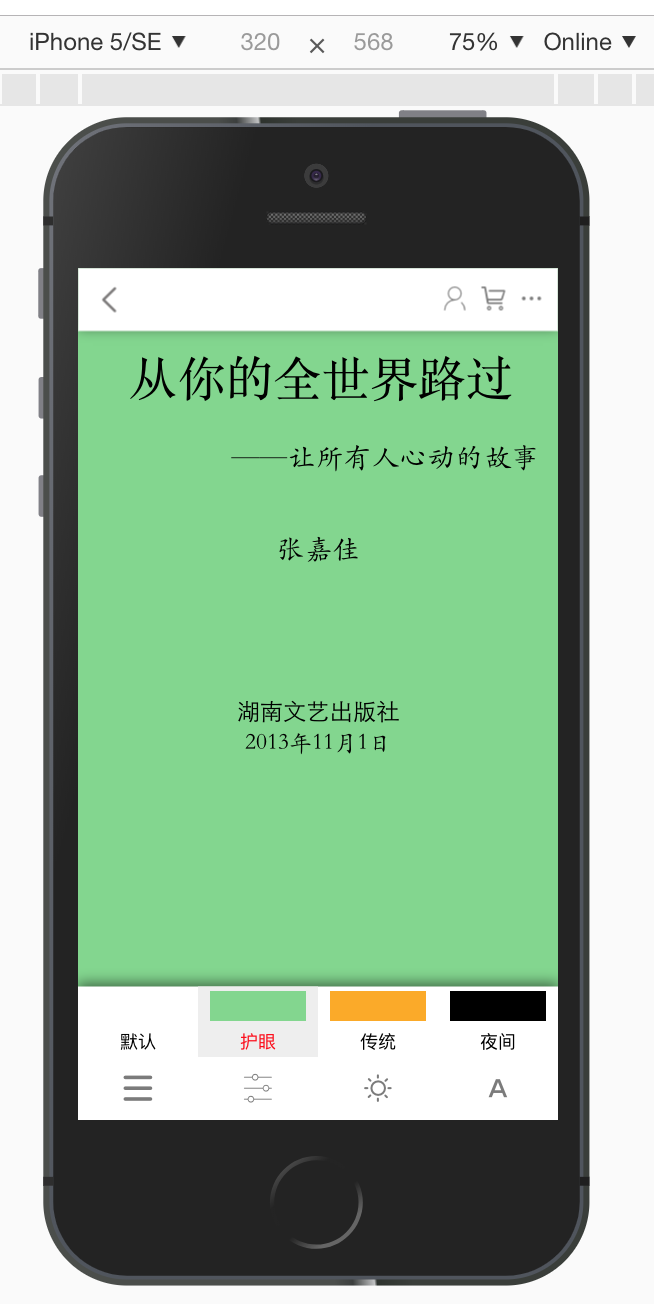 iPhone 5/SE ▼ 320 × 568 75% ▼ Online ▼
从你的全世界路过
——让所有人心动的故事
张嘉佳
湖南文艺出版社
2013年11月1日
默认 护眼 传统 夜间
A